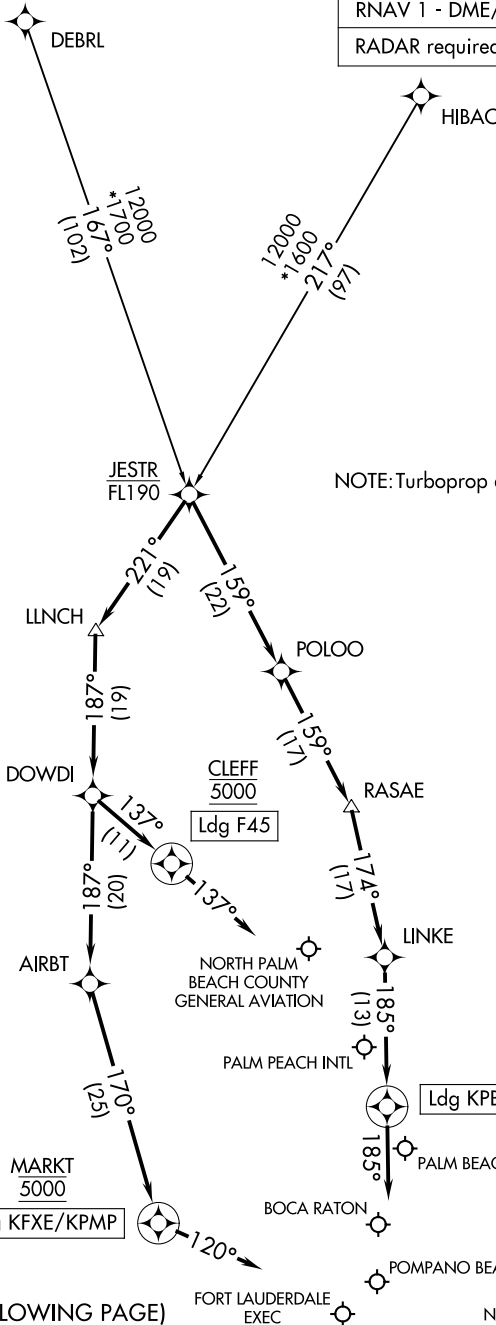 RNAV 1 - DME/
RADAR required
DEBRL
HIBAC
12000
*1700
167°
(102)
12000
*1600
217°
(97)
JESTR
FL190
NOTE: Turboprop
221°
(19)
159°
(22)
LLNCH
POLOO
187°
(19)
159°
(17)
DOWDI
CLEFF
5000
Ldg F45
RASAE
137°
(11)
137°
174°
(17)
187°
(20)
LINKE
NORTH PALM
BEACH COUNTY
GENERAL AVIATION
AIRBT
185°
(13)
PALM PEACH INTL
170°
(25)
Ldg KPB
185°
PALM BEAC
MARKT
5000
KFXE/KPMP
BOCA RATON
120°
POMPANO BEA
LOWING PAGE)
FORT LAUDERDALE
EXEC
N